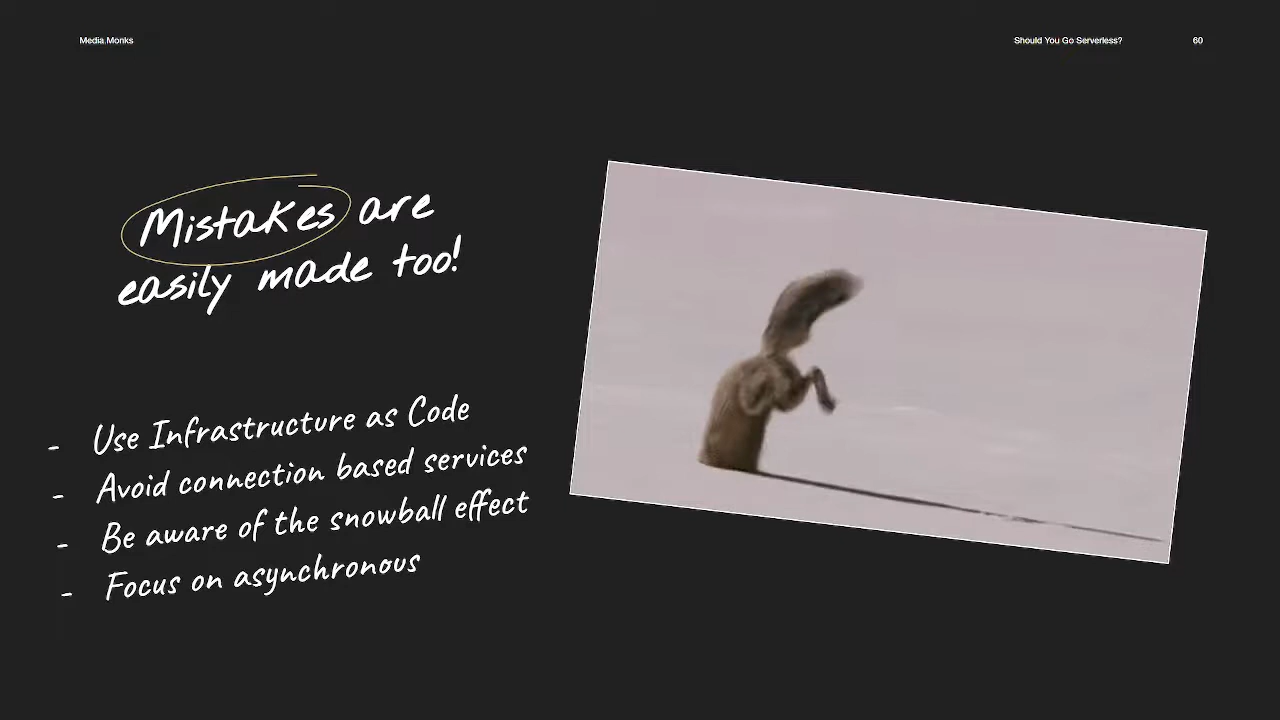 Media.Monks
Should You Go Serverless?
60
Mistakes are
easily made too!
- Use Infrastructure as Code
- Avoid connection based services
- Be aware of the snowball effect
- Focus on asynchronous